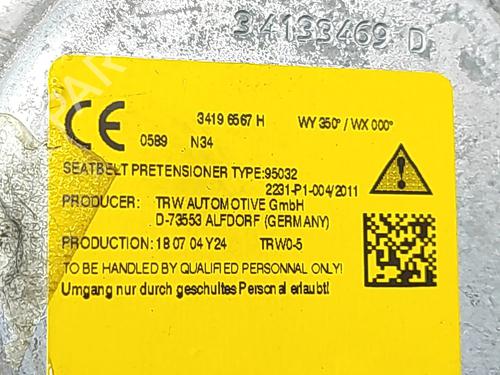 34133469 D
CE
3419 6567 H WY 350° / WX 000°
0589 N34
SEATBELT PRETENSIONER TYPE:95032
2231-P1-004/2011
PRODUCER: TRW AUTOMOTIVE GmbH
D-73553 ALFDORF (GERMANY)
PRODUCTION: 18 07 04 Y24 TRW0-5
TO BE HANDLED BY QUALIFIED PERSONNAL ONLY!
Umgang nur durch geschultes Personal erlaubt!